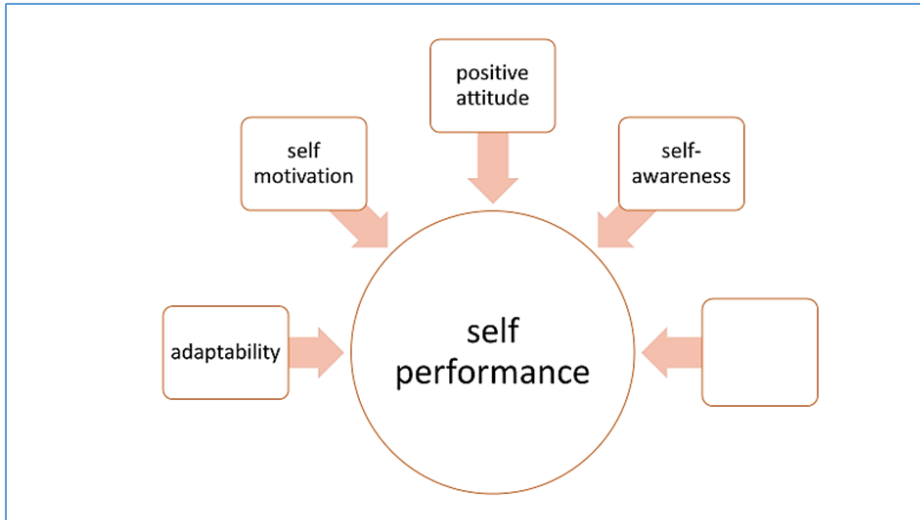 positive
attitude
self
motivation
self-
awareness
adaptability
self
performance